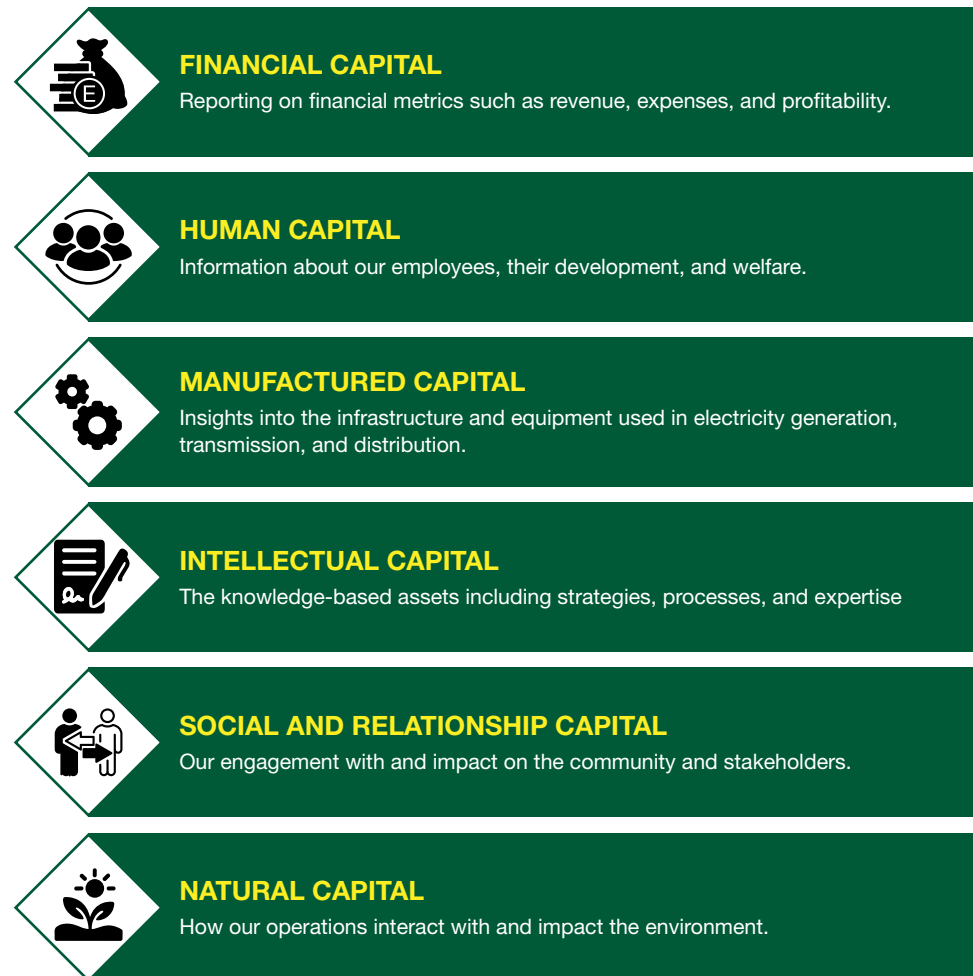 E
FINANCIAL CAPITAL
Reporting on financial metrics such as revenue, expenses, and profitability.
HUMAN CAPITAL
Information about our employees, their development, and welfare.
MANUFACTURED CAPITAL
Insights into the infrastructure and equipment used in electricity generation,
transmission, and distribution.
INTELLECTUAL CAPITAL
The knowledge-based assets including strategies, processes, and expertise
SOCIAL AND RELATIONSHIP CAPITAL
Our engagement with and impact on the community and stakeholders.
NATURAL CAPITAL
How our operations interact with and impact the environment.